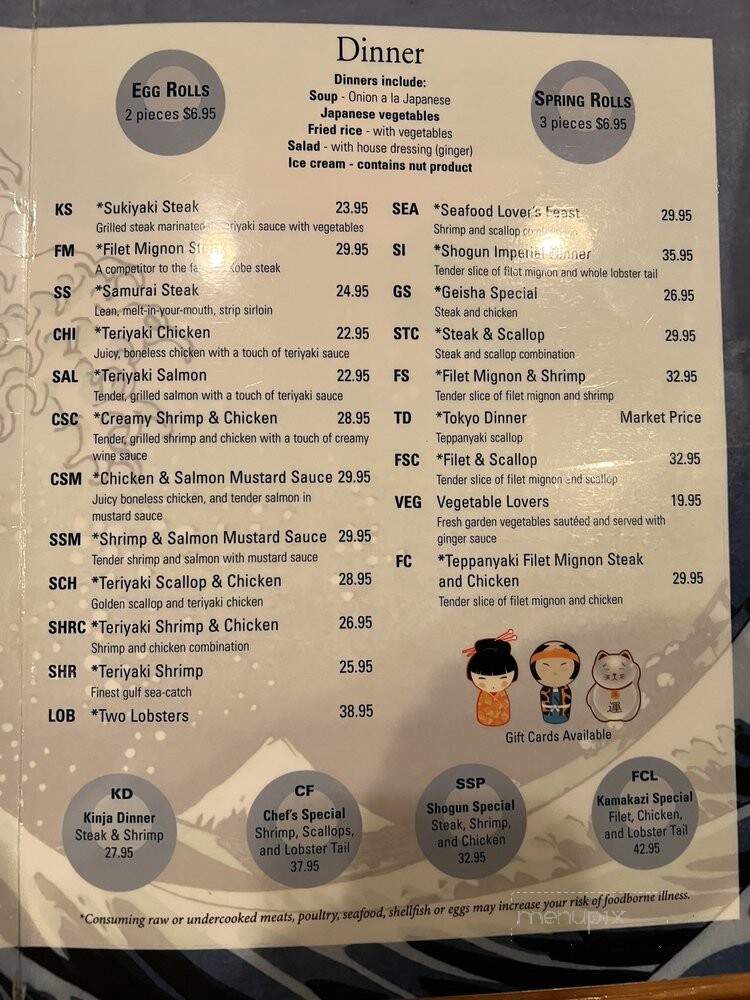 Dinner
Dinners include:
Soup - Onion a la Japanese
Japanese vegetables
Fried rice - with vegetables
Salad - with house dressing (ginger)
Ice cream - contains nut product
EGG ROLLS
2 pieces $6.95
SPRING ROLLS
3 pieces $6.95
KS *Sukiyaki Steak 23.95
Grilled steak marinated sauce with vegetables
FM *Filet Mignon 29.95
A competitor to the Kobe steak
SS *Samurai Steak 24.95
Lean, melt-in-your-mouth, strip sirloin
CHI *Teriyaki Chicken 22.95
Juicy, boneless chicken with a touch of teriyaki sauce
SAL *Teriyaki Salmon 22.95
Tender, grilled salmon with a touch of teriyaki sauce
CSC *Creamy Shrimp & Chicken 28.95
Tender, grilled shrimp and chicken with a touch of creamy
wine sauce
CSM *Chicken & Salmon Mustard Sauce 29.95
Juicy boneless chicken, and tender salmon in
mustard sauce
SSM *Shrimp & Salmon Mustard Sauce 29.95
Tender shrimp and salmon with mustard sauce
SCH *Teriyaki Scallop & Chicken 28.95
Golden scallop and teriyaki chicken
SHRC *Teriyaki Shrimp & Chicken 26.95
Shrimp and chicken combination
SHR *Teriyaki Shrimp 25.95
Finest gulf sea-catch
LOB *Two Lobsters 38.95
SEA *Seafood Lover's Feast 29.95
Shrimp and scallop
SI *Shogun Imperial Dinner 35.95
Tender slice of filet mignon and whole lobster tail
GS *Geisha Special 26.95
Steak and chicken
STC *Steak & Scallop 29.95
Steak and scallop combination
FS *Filet Mignon & Shrimp 32.95
Tender slice of filet mignon and shrimp
TD *Tokyo Dinner Market Price
Teppanyaki scallop
FSC *Filet & Scallop 32.95
Tender slice of filet mignon and scallop
VEG Vegetable Lovers 19.95
Fresh garden vegetables sautéed and served with
ginger sauce
FC *Teppanyaki Filet Mignon Steak
and Chicken 29.95
Tender slice of filet mignon and chicken
運
Gift Cards Available
KD
Kinja Dinner
Steak & Shrimp
27.95
CF
Chef's Special
Shrimp, Scallops,
and Lobster Tail
37.95
SSP
Shogun Special
Steak, Shrimp,
and Chicken
32.95
FCL
Kamakazi Special
Filet, Chicken,
and Lobster Tail
42.95
*Consuming raw or undercooked meats, poultry, seafood, shellfish or eggs may increase your risk of foodborne illness.
menupix